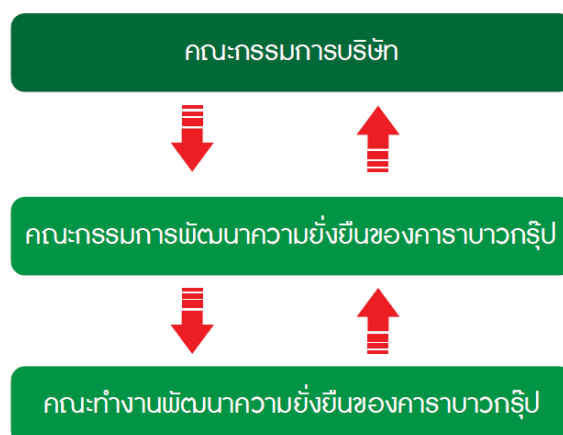 คณะกรรมการบริษัท
คณะกรรมการพัฒนาความยั่งยืนของคาราบาวกรุ๊ป
คณะทำงานพัฒนาความยั่งยืนของคาราบาวกรุ๊ป